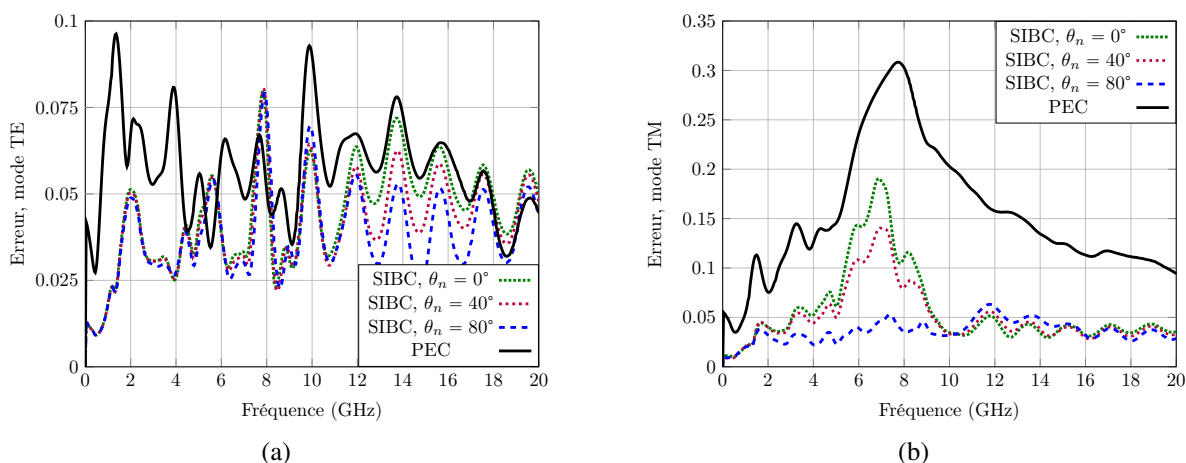 0.1
0.075
0.05
0.025
0
Erreur, mode TE
SIBC, θn = 0°
SIBC, θn = 40°
SIBC, θn = 80°
PEC
0 2 4 6 8 10 12 14 16 18 20
Fréquence (GHz)
(a)
0.35
0.3
0.25
0.2
0.15
0.1
0.05
0
Erreur, mode TM
SIBC, θn = 0°
SIBC, θn = 40°
SIBC, θn = 80°
PEC
0 2 4 6 8 10 12 14 16 18 20
Fréquence (GHz)
(b)